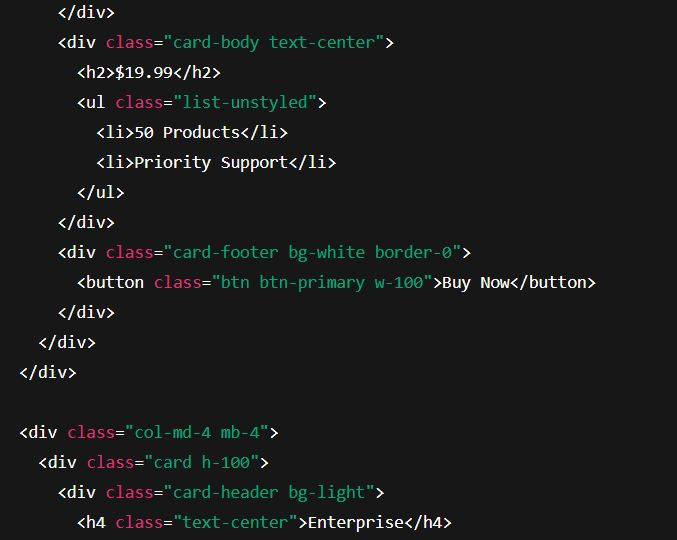 </div>
    <div class="card-body text-center">
      <h2>$19.99</h2>
      <ul class="list-unstyled">
        <li>50 Products</li>
        <li>Priority Support</li>
      </ul>
    </div>
    <div class="card-footer bg-white border-0">
      <button class="btn btn-primary w-100">Buy Now</button>
    </div>
  </div>
</div>

<div class="col-md-4 mb-4">
  <div class="card h-100">
    <div class="card-header bg-light">
      <h4 class="text-center">Enterprise</h4>